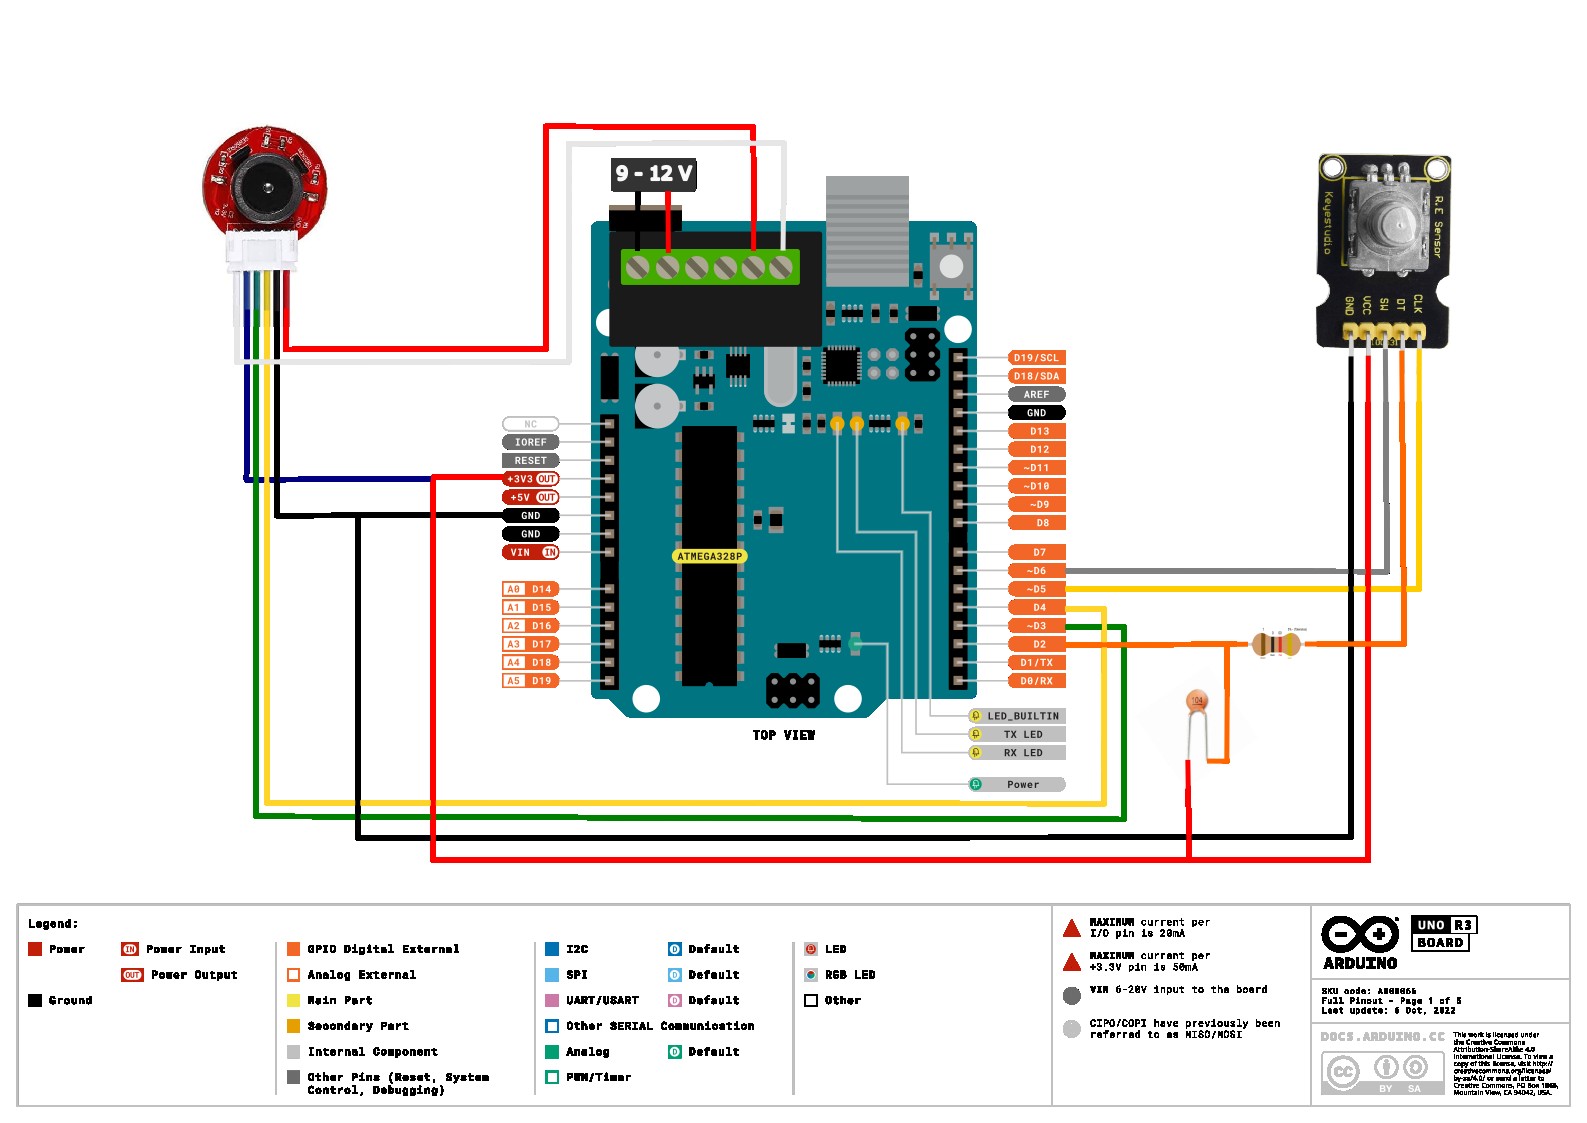 9 - 12 V
Keyestudio
R.E Sensor
GND
VCC
SW
DT
CLK
NC
IOREF
RESET
+3V3 OUT
+5V OUT
GND
GND
VIN IN
A0 D14
A1 D15
A2 D16
A3 D17
A4 D18
A5 D19
ATMEGA328P
D19/SCL
D18/SDA
AREF
GND
D13
D12
~D11
~D10
~D9
D8
D7
~D6
~D5
D4
~D3
D2
D1/TX
D0/RX
104
LED_BUILTIN
TX LED
RX LED
Power
TOP VIEW
Legend:
Power
Ground
IN Power Input
OUT Power Output
GPIO Digital External
Analog External
Main Part
Secondary Part
Internal Component
Other Pins (Reset, System
Control, Debugging)
I2C
D Default
SPI
D Default
UART/USART
D Default
Other SERIAL Communication
Analog
D Default
PWM/Timer
LED
RGB LED
Other
MAXIMUM current per
I/O pin is 20mA
MAXIMUM current per
+3.3V pin is 50mA
VIN 6-20V input to the board
CIPO/COPI have previously been
referred to as MISO/MOSI
ARDUINO
UNO R3
BOARD
SKU code: A000066
Full Pinout - Page 1 of 5
Last update: 6 Oct, 2022
DOCS.ARDUINO.CC
CC
BY SA
This work is licensed under
the Creative Commons
Attribution-ShareAlike 4.0
International License. To view a
copy of this license, visit http://
creativecommons.org/licenses/
by-sa/4.0/ or send a letter to
Creative Commons, PO Box 1866,
Mountain View, CA 94042, USA.